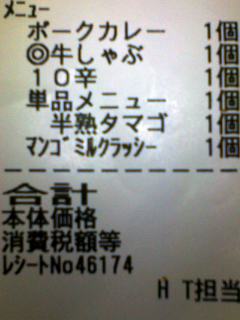 メニュー
ポークカレー 1個
◎牛しゃぶ 1個
10辛 1個
単品メニュー 1個
半熟タマゴ 1個
マンゴミルクラッシー 1個
合計
本体価格
消費税額等
レシートNo46174
H T担当